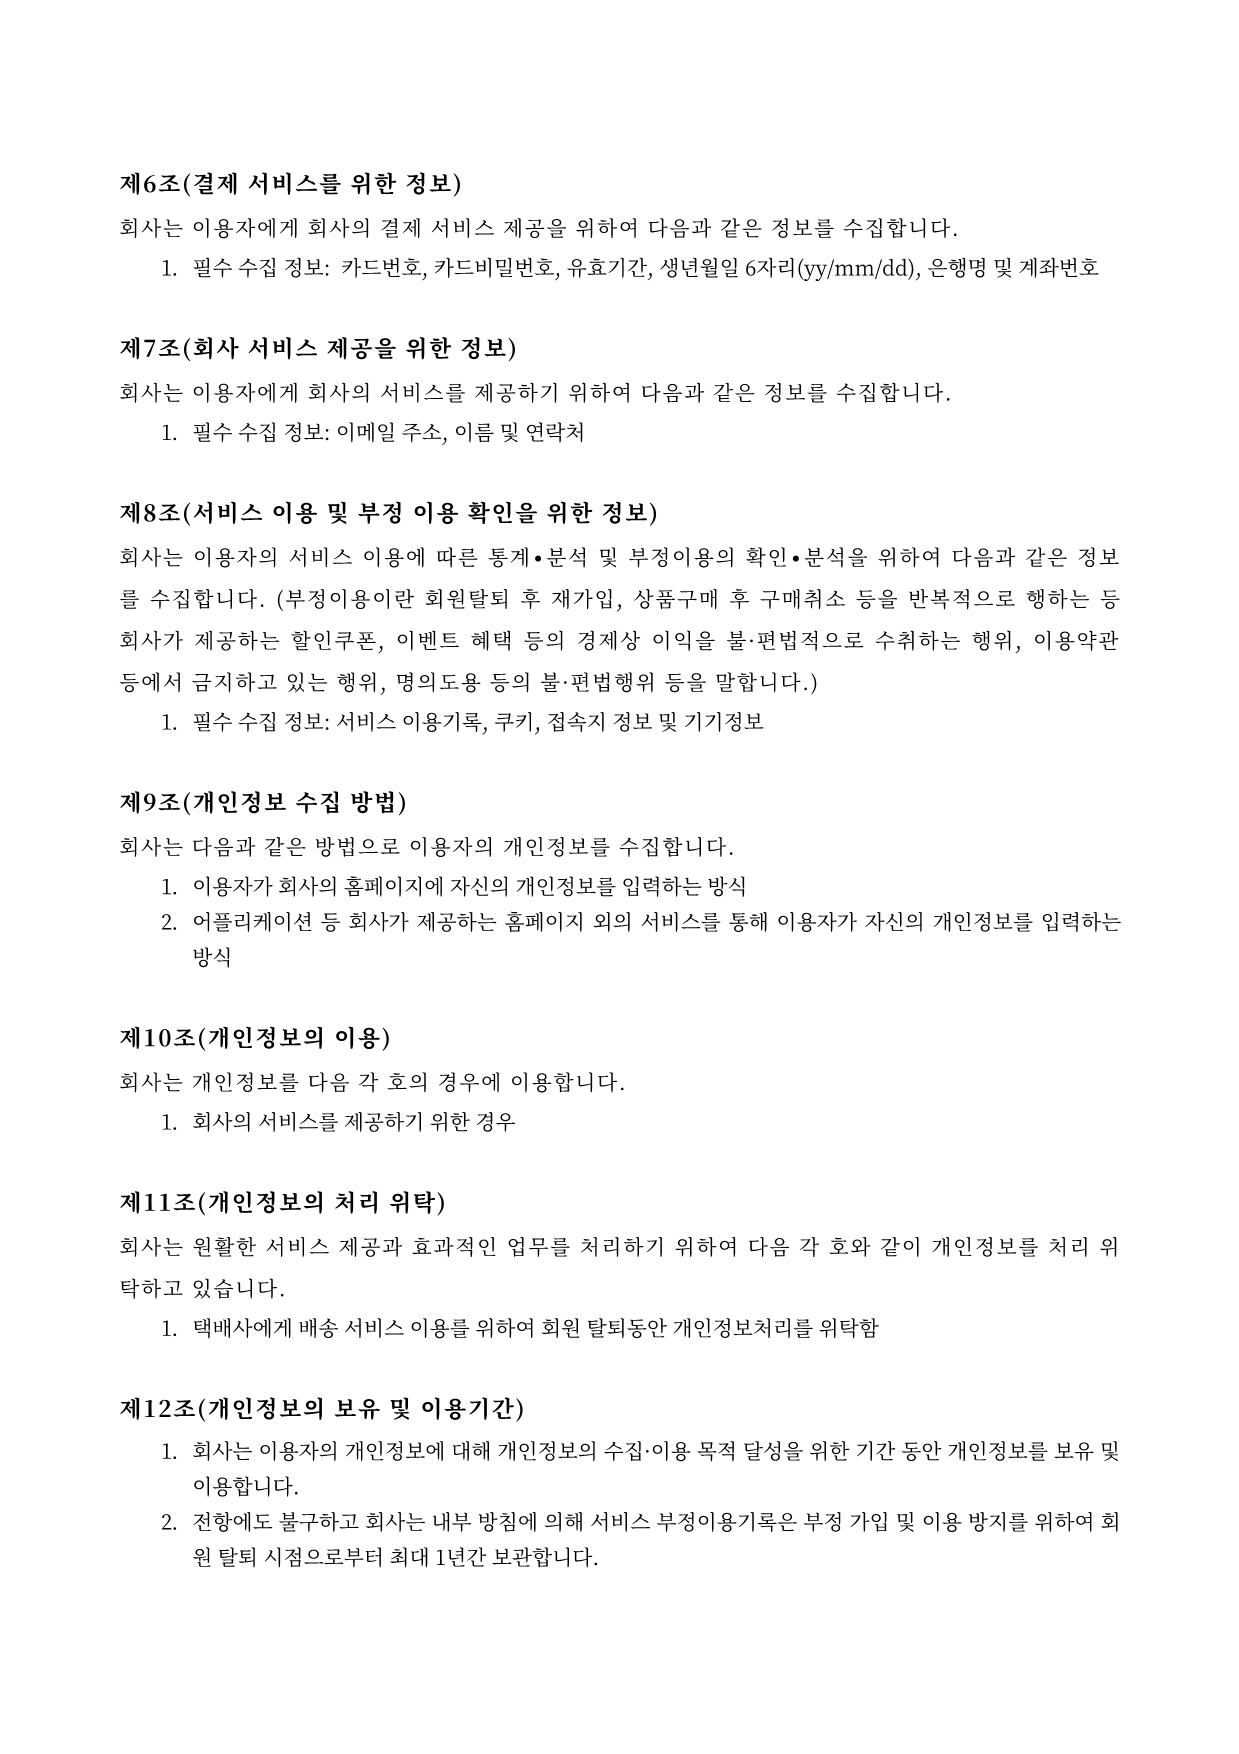 제6조(결제 서비스를 위한 정보)
회사는 이용자에게 회사의 결제 서비스 제공을 위하여 다음과 같은 정보를 수집합니다.
1. 필수 수집 정보: 카드번호, 카드비밀번호, 유효기간, 생년월일 6자리(yy/mm/dd), 은행명 및 계좌번호
제7조(회사 서비스 제공을 위한 정보)
회사는 이용자에게 회사의 서비스를 제공하기 위하여 다음과 같은 정보를 수집합니다.
1. 필수 수집 정보: 이메일 주소, 이름 및 연락처
제8조(서비스 이용 및 부정 이용 확인을 위한 정보)
회사는 이용자의 서비스 이용에 따른 통계•분석 및 부정이용의 확인•분석을 위하여 다음과 같은 정보
를 수집합니다. (부정이용이란 회원탈퇴 후 재가입, 상품구매 후 구매취소 등을 반복적으로 행하는 등
회사가 제공하는 할인쿠폰, 이벤트 혜택 등의 경제상 이익을 불·편법적으로 수취하는 행위, 이용약관
등에서 금지하고 있는 행위, 명의도용 등의 불·편법행위 등을 말합니다.)
1. 필수 수집 정보: 서비스 이용기록, 쿠키, 접속지 정보 및 기기정보
제9조(개인정보 수집 방법)
회사는 다음과 같은 방법으로 이용자의 개인정보를 수집합니다.
1. 이용자가 회사의 홈페이지에 자신의 개인정보를 입력하는 방식
2. 어플리케이션 등 회사가 제공하는 홈페이지 외의 서비스를 통해 이용자가 자신의 개인정보를 입력하는
방식
제10조(개인정보의 이용)
회사는 개인정보를 다음 각 호의 경우에 이용합니다.
1. 회사의 서비스를 제공하기 위한 경우
제11조(개인정보의 처리 위탁)
회사는 원활한 서비스 제공과 효과적인 업무를 처리하기 위하여 다음 각 호와 같이 개인정보를 처리 위
탁하고 있습니다.
1. 택배사에게 배송 서비스 이용를 위하여 회원 탈퇴동안 개인정보처리를 위탁함
제12조(개인정보의 보유 및 이용기간)
1. 회사는 이용자의 개인정보에 대해 개인정보의 수집·이용 목적 달성을 위한 기간 동안 개인정보를 보유 및
이용합니다.
2. 전항에도 불구하고 회사는 내부 방침에 의해 서비스 부정이용기록은 부정 가입 및 이용 방지를 위하여 회
원 탈퇴 시점으로부터 최대 1년간 보관합니다.